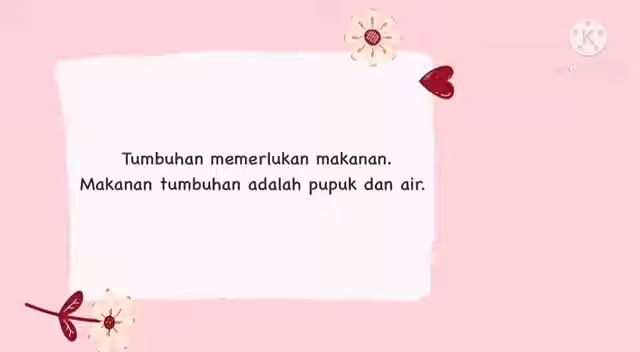 Tumbuhan memerlukan makanan.
Makanan tumbuhan adalah pupuk dan air.
K